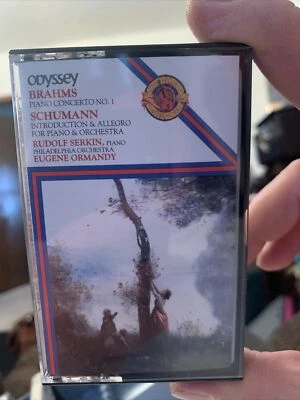 ODYSSEY
BRAHMS
PIANO CONCERTO NO. 1
SCHUMANN
INTRODUCTION & ALLEGRO
FOR PIANO & ORCHESTRA
RUDOLF SERKIN, PIANO
PHILADELPHIA ORCHESTRA
EUGENE ORMANDY